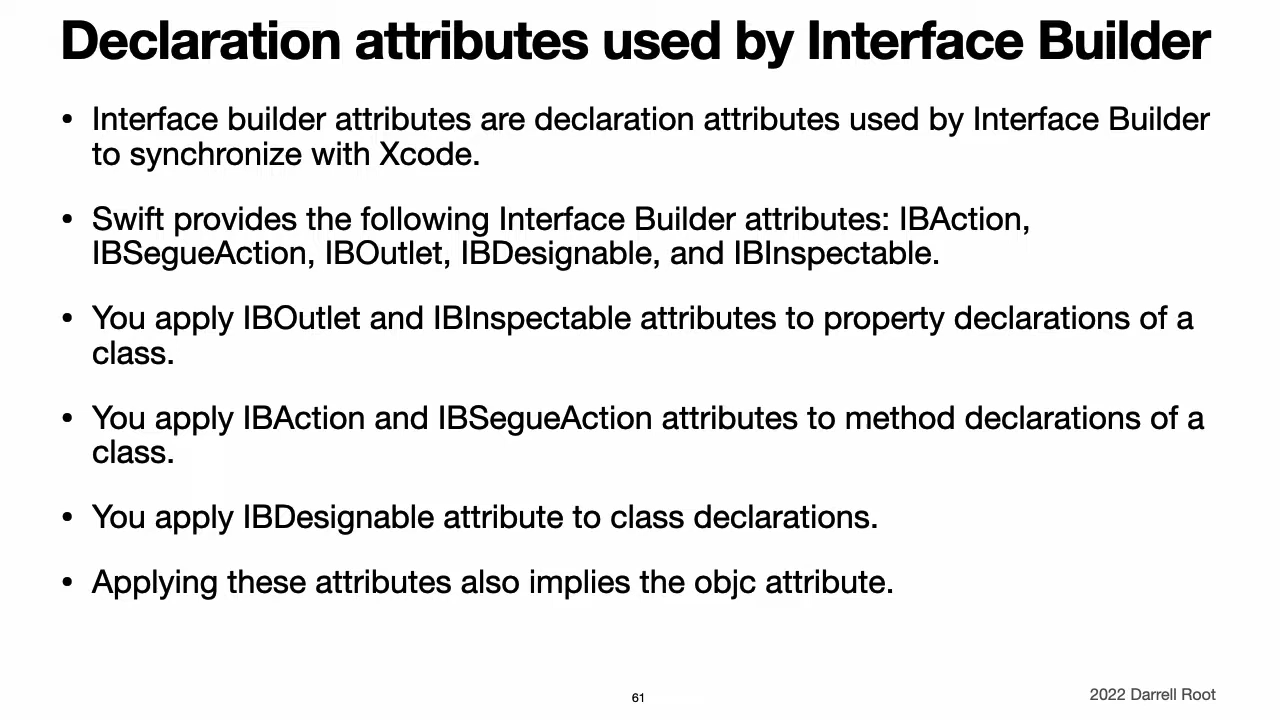 Declaration attributes used by Interface Builder
• Interface builder attributes are declaration attributes used by Interface Builder
to synchronize with Xcode.
• Swift provides the following Interface Builder attributes: IBAction,
IBSegueAction, IBOutlet, IBDesignable, and IBInspectable.
• You apply IBOutlet and IBInspectable attributes to property declarations of a
class.
• You apply IBAction and IBSegueAction attributes to method declarations of a
class.
• You apply IBDesignable attribute to class declarations.
• Applying these attributes also implies the objc attribute.
61
2022 Darrell Root